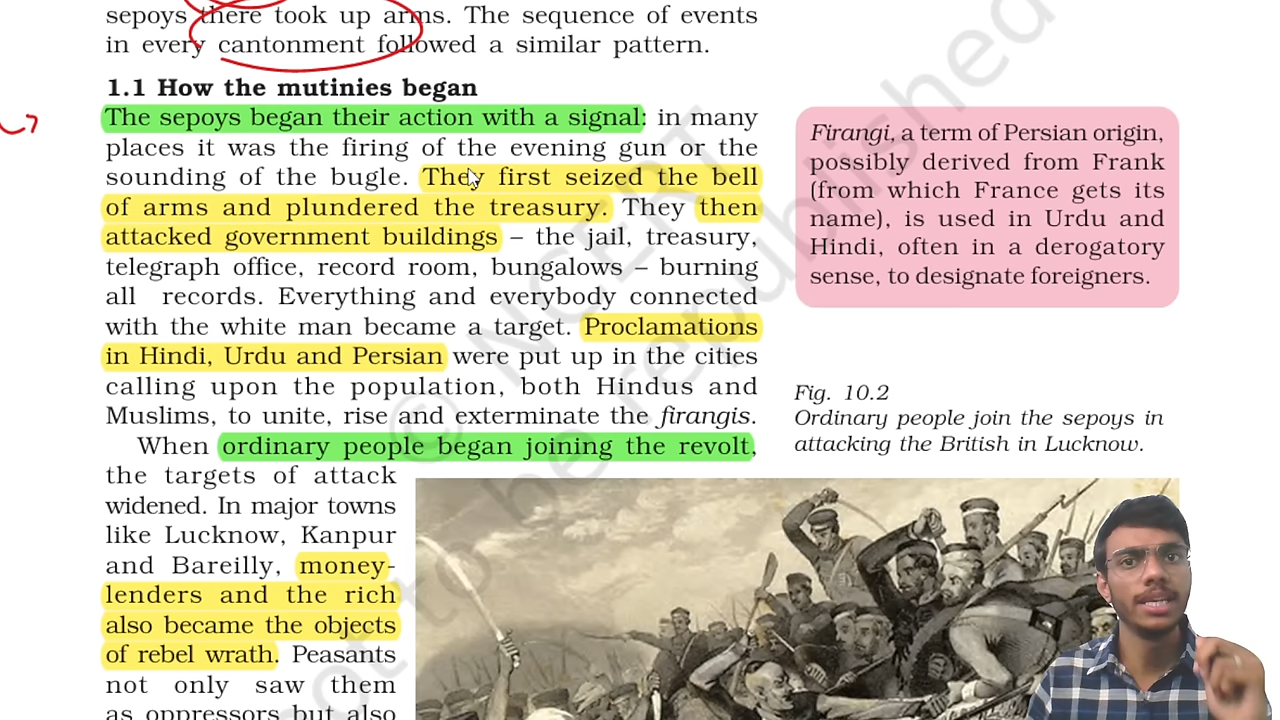 sepoys there took up arms. The sequence of events
in every cantonment followed a similar pattern.
1.1 How the mutinies began
The sepoys began their action with a signal: in many
places it was the firing of the evening gun or the
sounding of the bugle. They first seized the bell
of arms and plundered the treasury. They then
attacked government buildings – the jail, treasury,
telegraph office, record room, bungalows – burning
all records. Everything and everybody connected
with the white man became a target. Proclamations
in Hindi, Urdu and Persian were put up in the cities
calling upon the population, both Hindus and
Muslims, to unite, rise and exterminate the firangis.
When ordinary people began joining the revolt,
the targets of attack
widened. In major towns
like Lucknow, Kanpur
and Bareilly, money-
lenders and the rich
also became the objects
of rebel wrath. Peasants
not only saw them
as oppressors but also
Firangi, a term of Persian origin,
possibly derived from Frank
(from which France gets its
name), is used in Urdu and
Hindi, often in a derogatory
sense, to designate foreigners.
Fig. 10.2
Ordinary people join the sepoys in
attacking the British in Lucknow.
© NCERT
not to be republished